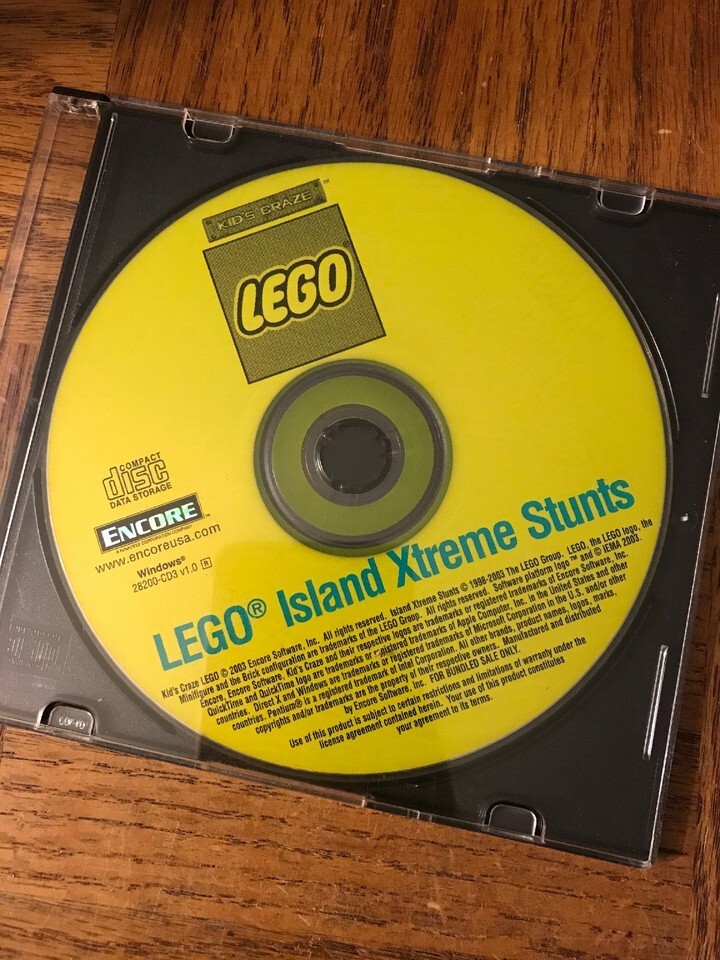 KID'S CRAZE™
LEGO
COMPACT
disc
DATA STORAGE
ENCORE
A NAVARRE CORPORATION COMPANY
www.encoreusa.com
Windows®
28200-CD3 v1.0 R
LEGO® Island Xtreme Stunts
Kid's Craze LEGO © 2003 Encore Software, Inc. All rights reserved. Island Xtreme Stunts © 1998-2003 The LEGO Group. LEGO, the LEGO logo, the
Minifigure and the Brick configuration are trademarks of the LEGO Group. All rights reserved. Software platform logo ™ and © IEMA 2003.
Encore, Encore Software, Kid's Craze and their respective logos are trademarks or registered trademarks of Encore Software, Inc.
QuickTime and QuickTime logo are trademarks or registered trademarks of Apple Computer, Inc. in the United States and other
countries. Direct X and Windows are trademarks or registered trademarks of Microsoft Corporation in the U.S. and/or other
countries. Pentium® is a registered trademark of Intel Corporation. All other brands, product names, logos, marks,
copyrights and/or trademarks are the property of their respective owners. Manufactured and distributed
by Encore Software, Inc. FOR BUNDLED SALE ONLY.
Use of this product is subject to certain restrictions and limitations of warranty under the
license agreement contained herein. Your use of this product constitutes
your agreement to its terms.